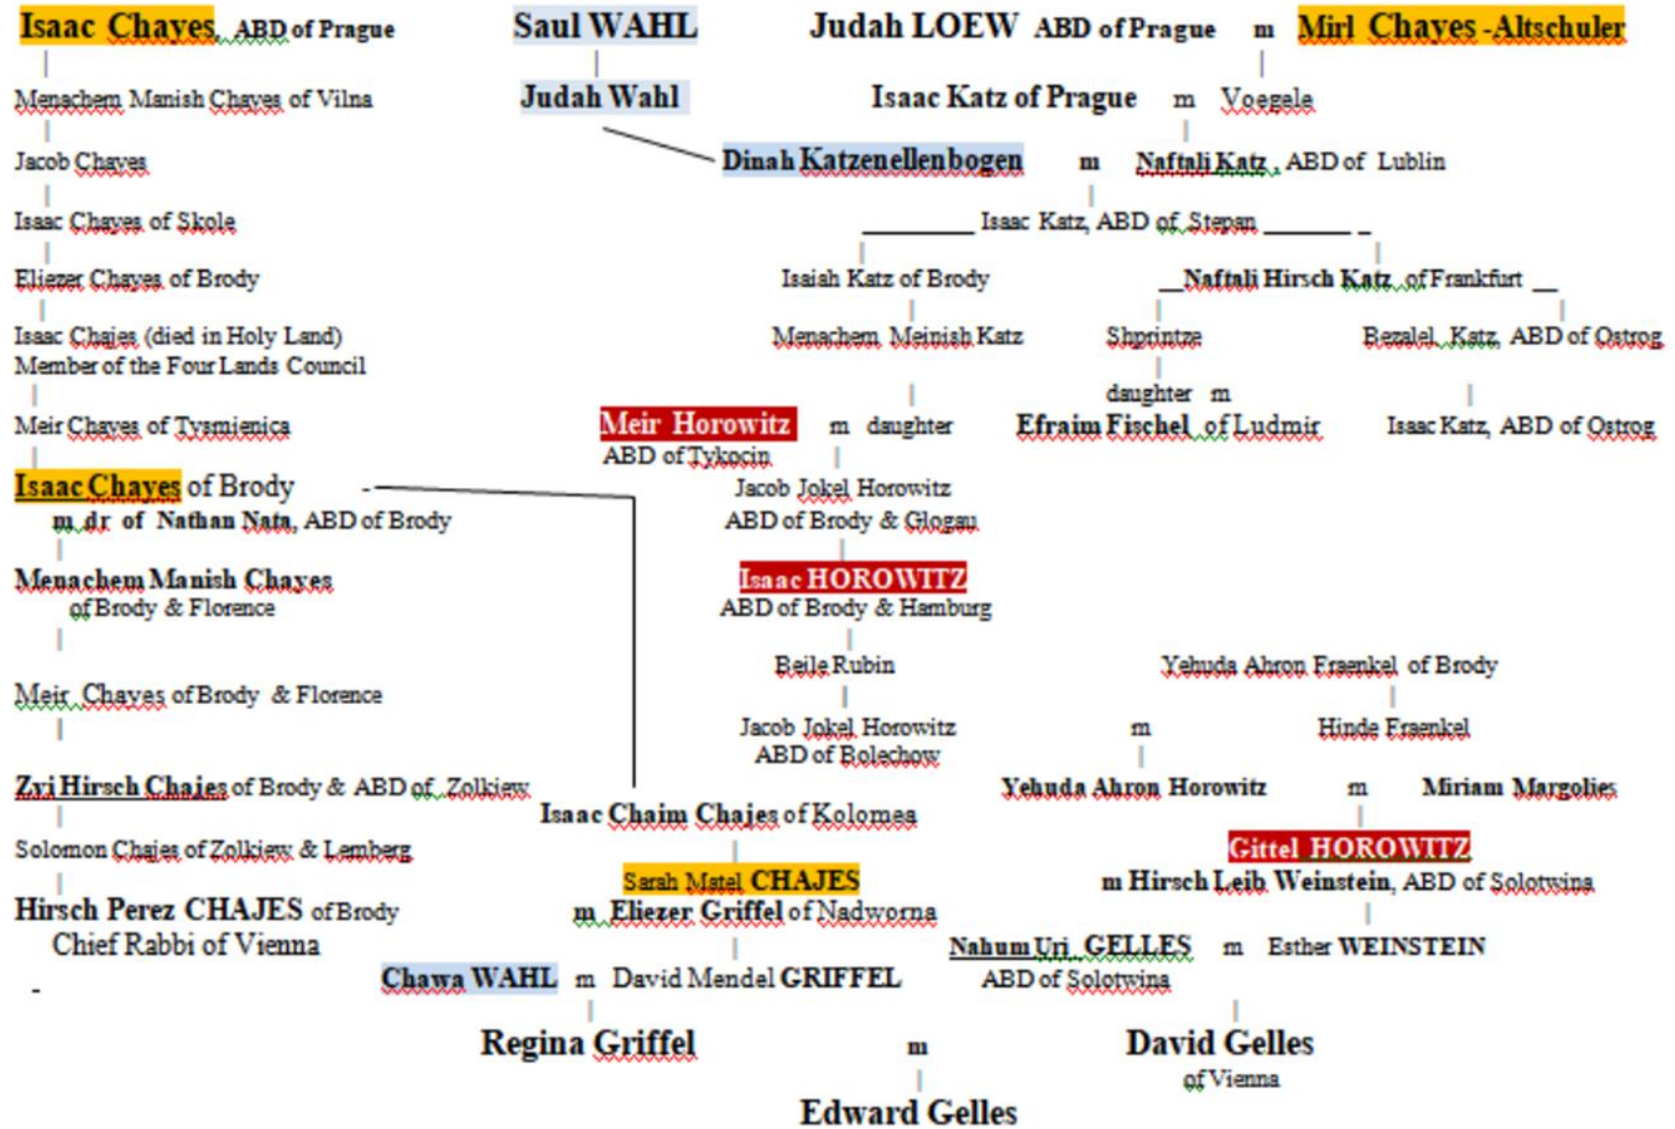 Isaac Chayes, ABD of Prague Saul WAHL Judah LOEW ABD of Prague m Mirl Chayes -Altschuler
Menachem Manish Chayes of Vilna Judah Wahl Isaac Katz of Prague m Voegele
Jacob Chayes Dinah Katzenellenbogen m Naftali Katz , ABD of Lublin
Isaac Chayes of Skole Isaac Katz, ABD of Stepan
Eliezer Chayes of Brody Isaiah Katz of Brody Naftali Hirsch Katz of Frankfurt
Isaac Chajes (died in Holy Land) Menachem Meinish Katz Shprintze Bezalel Katz, ABD of Ostrog
Member of the Four Lands Council
daughter m
Meir Chayes of Tysmienica Meir Horowitz m daughter Efraim Fischel of Ludmir Isaac Katz, ABD of Ostrog
ABD of Tykocin
Isaac Chayes of Brody - Jacob Jokel Horowitz
m dr of Nathan Nata, ABD of Brody ABD of Brody & Glogau
Menachem Manish Chayes Isaac HOROWITZ
of Brody & Florence ABD of Brody & Hamburg
Beile Rubin Yehuda Ahron Fraenkel of Brody
Meir Chayes of Brody & Florence
Jacob Jokel Horowitz m Hinde Fraenkel
ABD of Bolechow
Zvi Hirsch Chajes of Brody & ABD of Zolkiew Yehuda Ahron Horowitz m Miriam Margolies
Isaac Chaim Chajes of Kolomea
Solomon Chajes of Zolkiew & Lemberg Gittel HOROWITZ
Sarah Matel CHAJES m Hirsch Leib Weinstein, ABD of Solotwina
Hirsch Perez CHAJES of Brody m Eliezer Griffel of Nadworna
Chief Rabbi of Vienna Nahum Uri GELLES m Esther WEINSTEIN
- Chawa WAHL m David Mendel GRIFFEL ABD of Solotwina
Regina Griffel m David Gelles
of Vienna
Edward Gelles